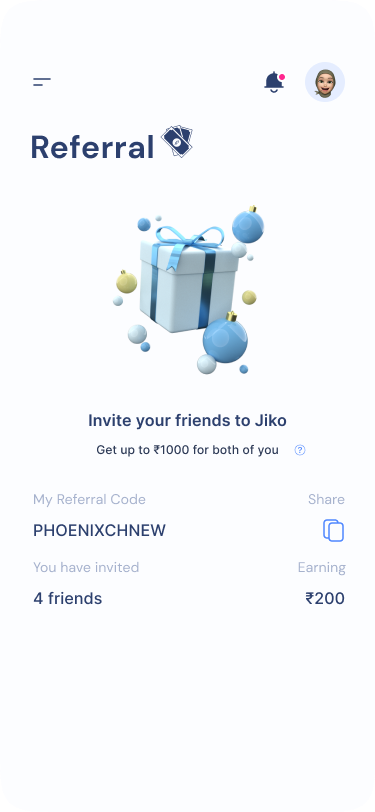 Referral
Invite your friends to Jiko
Get up to ₹1000 for both of you ?
My Referral Code Share
PHOENIXCHNEW
You have invited Earning
4 friends ₹200